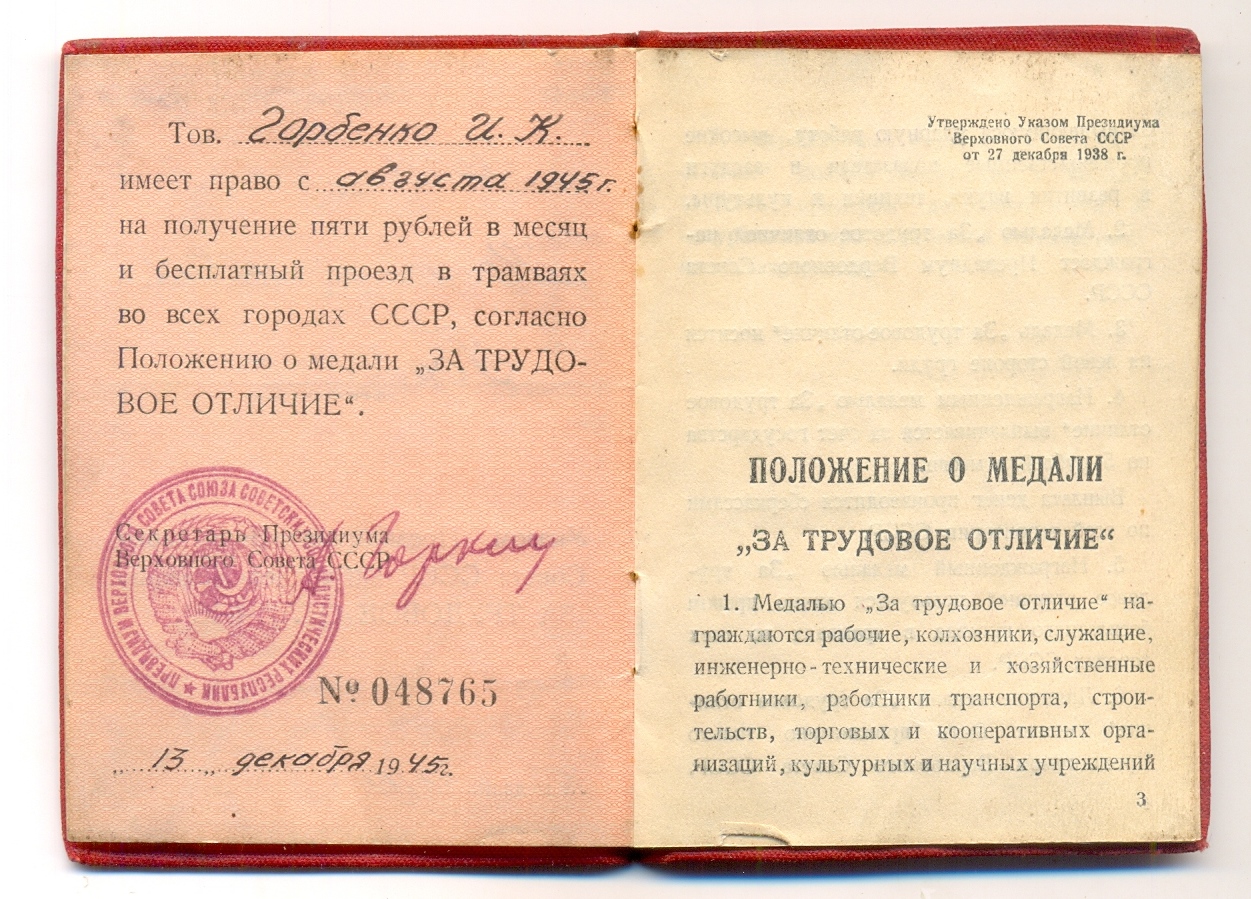 Тов. Гарбенко И. К.
имеет право с августа 1945 г.
на получение пяти рублей в месяц
и бесплатный проезд в трамваях
во всех городах СССР, согласно
Положению о медали „ЗА ТРУДО-
ВОЕ ОТЛИЧИЕ“.
Секретарь Президиума
Верховного Совета СССР
№ 048765
„13„ декабря 1945г.
Утверждено Указом Президиума
Верховного Совета СССР
от 27 декабря 1938 г.
ПОЛОЖЕНИЕ О МЕДАЛИ
„ЗА ТРУДОВОЕ ОТЛИЧИЕ“
1. Медалью „За трудовое отличие“ на-
граждаются рабочие, колхозники, служащие,
инженерно-технические и хозяйственные
работники, работники транспорта, строи-
тельств, торговых и кооперативных орга-
низаций, культурных и научных учреждений
3